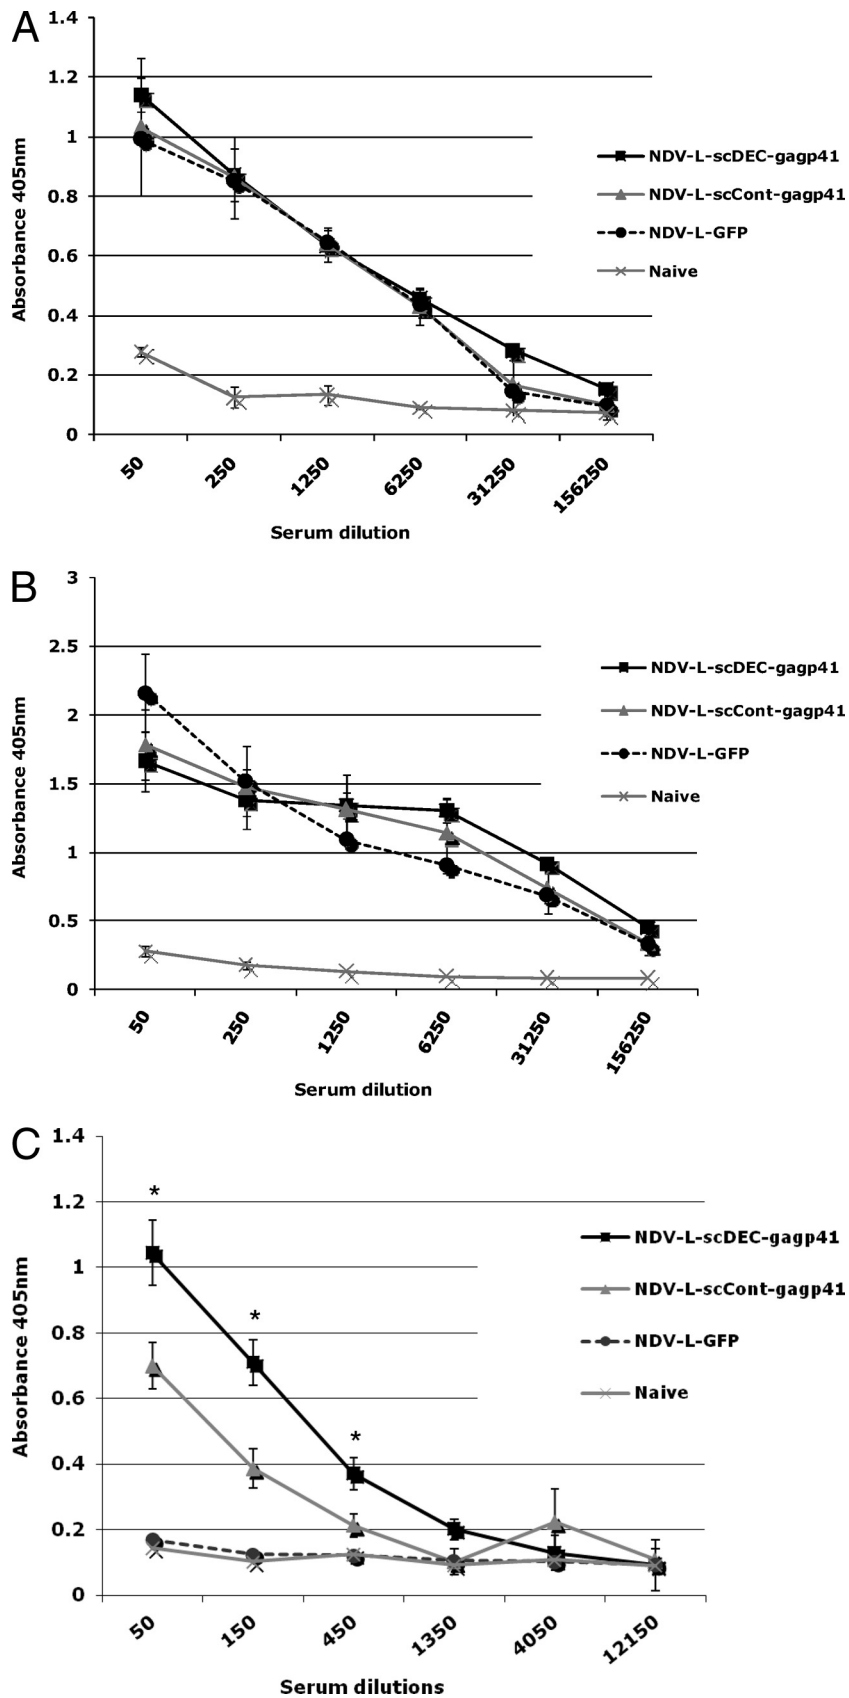 A
1.4
1.2
1
0.8
0.6
0.4
0.2
0
Absorbance 405nm
50
250
1250
6250
31250
156250
Serum dilution
NDV-L-scDEC-gagp41
NDV-L-scCont-gagp41
NDV-L-GFP
Naive
B
3
2.5
2
1.5
1
0.5
0
Absorbance 405nm
50
250
1250
6250
31250
156250
Serum dilution
NDV-L-scDEC-gagp41
NDV-L-scCont-gagp41
NDV-L-GFP
Naive
C
1.4
1.2
1
0.8
0.6
0.4
0.2
0
Absorbance 405nm
*
*
*
50
150
450
1350
4050
12150
Serum dilutions
NDV-L-scDEC-gagp41
NDV-L-scCont-gagp41
NDV-L-GFP
Naive